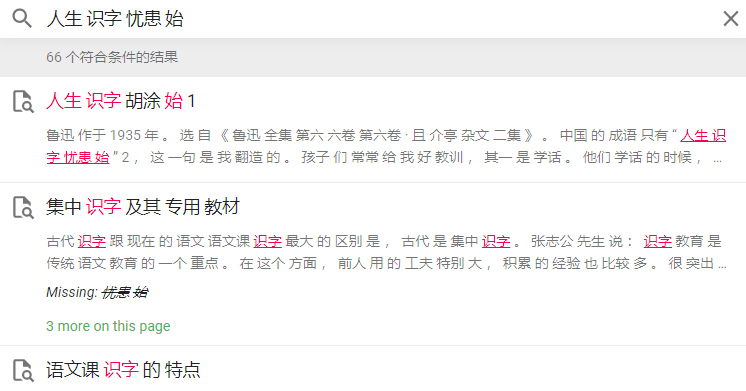 人生 识字 忧患 始
66 个符合条件的结果
人生 识字 胡涂 始 1
鲁迅 作于 1935 年 。 选 自 《 鲁迅 全集 第六 六卷 第六卷 · 且 介亭 杂文 二集 》 。 中国 的 成语 只有 “ 人生 识
字 忧患 始 ” 2 ， 这 一句 是 我 翻造 的 。 孩子 们 常常 给 我 好 教训 ， 其一 是 学话 。 他们 学话 的 时候 ， ...
集中 识字 及其 专用 教材
古代 识字 跟 现在 的 语文 语文课 识字 最大 的 区别 是 ， 古代 是 集中 识字 。 张志公 先生 说 ： 识字 教育 是
传统 语文 教育 的 一个 重点 。 在 这个 方面 ， 前人 用 的 工夫 特别 大 ， 积累 的 经验 也 比较 多 。 很 突出 ...
Missing: 忧患 始
3 more on this page
语文课 识字 的 特点